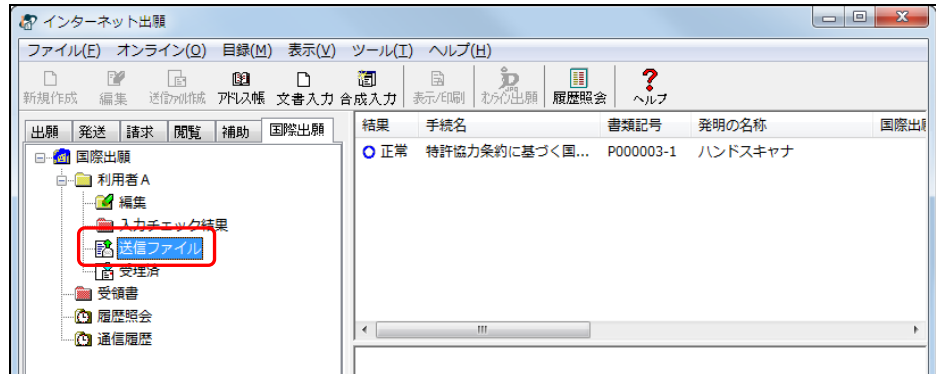 インターネット出願
ファイル(F) オンライン(O) 目録(M) 表示(V) ツール(T) ヘルプ(H)
新規作成 編集 送信ファイル作成 アドレス帳 文書入力 合成入力 表示/印刷 オンライン出願 履歴照会 ヘルプ
出願 発送 請求 閲覧 補助 国際出願
結果 手続名 書類記号 発明の名称 国際出願
正常 特許協力条約に基づく国... P000003-1 ハンドスキャナ
国際出願
利用者A
編集
入力チェック結果
送信ファイル
受理済
受領書
履歴照会
通信履歴